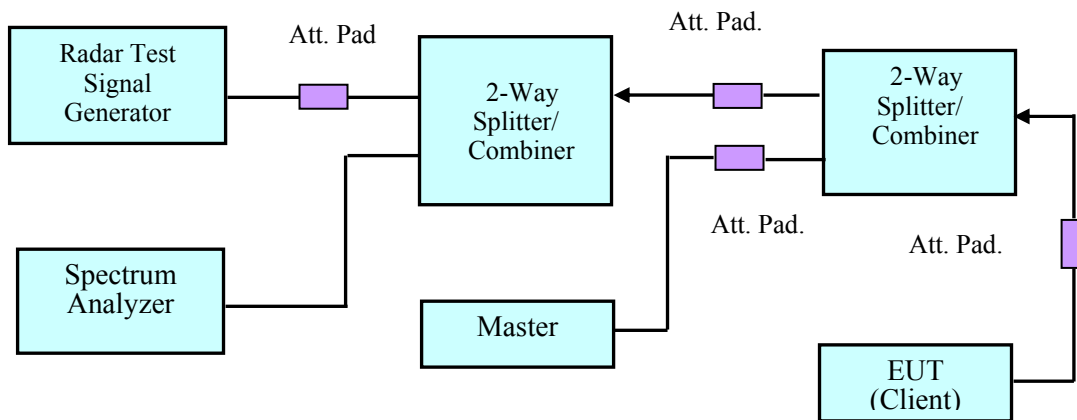 Radar Test
Signal
Generator
Att. Pad
2-Way
Splitter/
Combiner
Att. Pad.
2-Way
Splitter/
Combiner
Att. Pad.
Att. Pad.
Spectrum
Analyzer
Master
EUT
(Client)